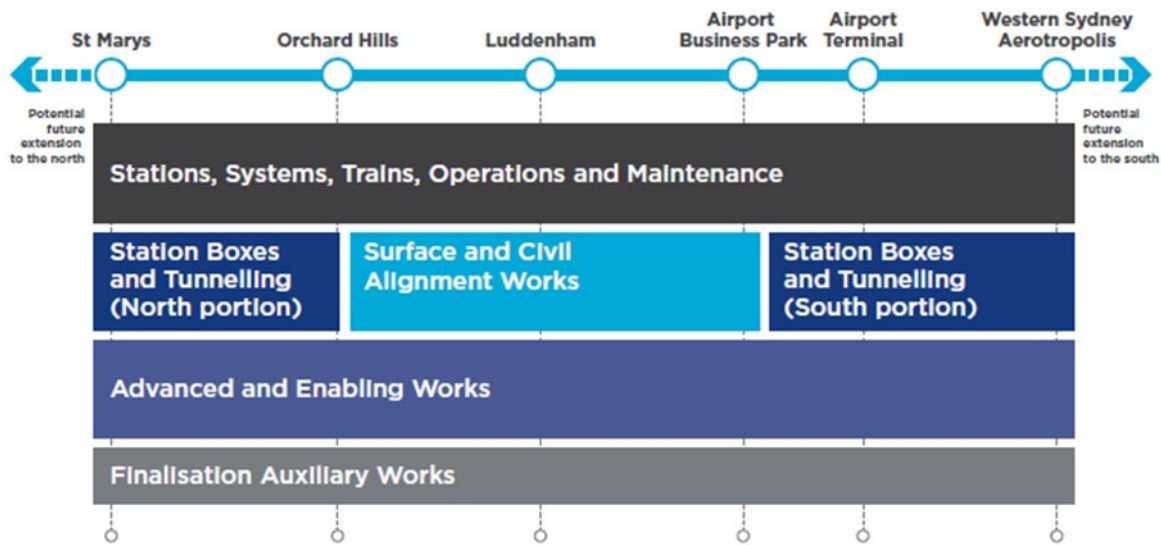 St Marys
Orchard Hills
Luddenham
Airport
Business Park
Airport
Terminal
Western Sydney
Aerotropolis
Potential
future
extension
to the north
Potential
future
extension
to the south
Stations, Systems, Trains, Operations and Maintenance
Station Boxes
and Tunnelling
(North portion)
Surface and Civil
Alignment Works
Station Boxes
and Tunnelling
(South portion)
Advanced and Enabling Works
Finalisation Auxiliary Works